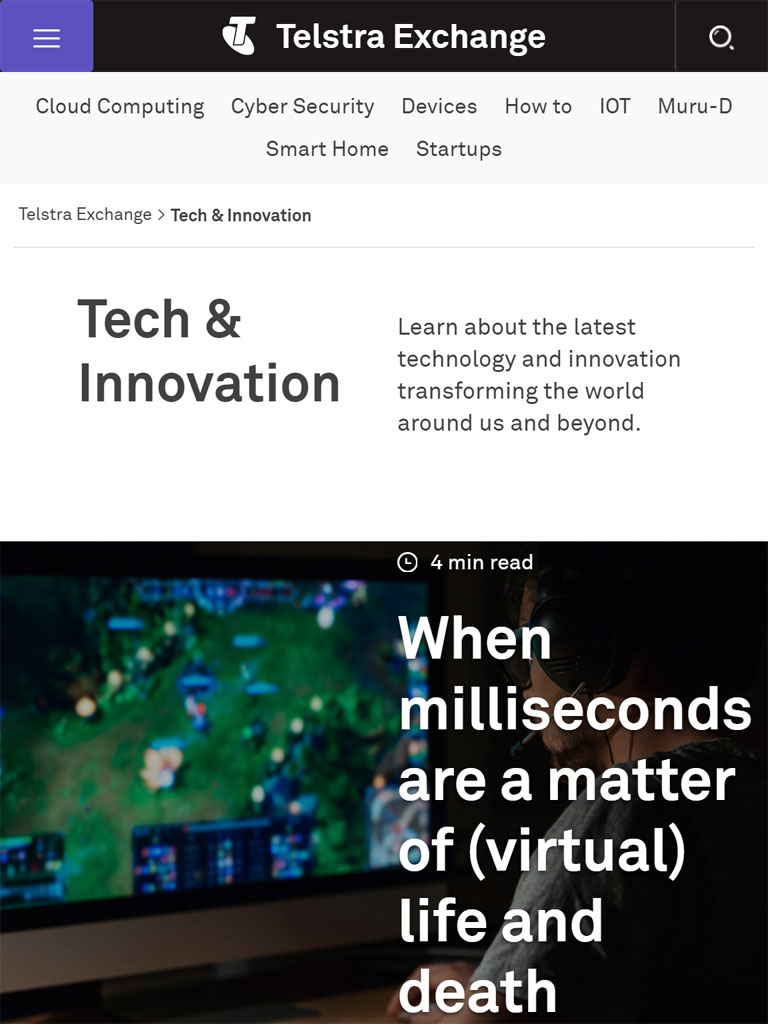 Telstra Exchange
Cloud Computing Cyber Security Devices How to IOT Muru-D
Smart Home Startups
Telstra Exchange > Tech & Innovation
Tech &
Innovation
Learn about the latest
technology and innovation
transforming the world
around us and beyond.
4 min read
When
milliseconds
are a matter
of (virtual)
life and
death